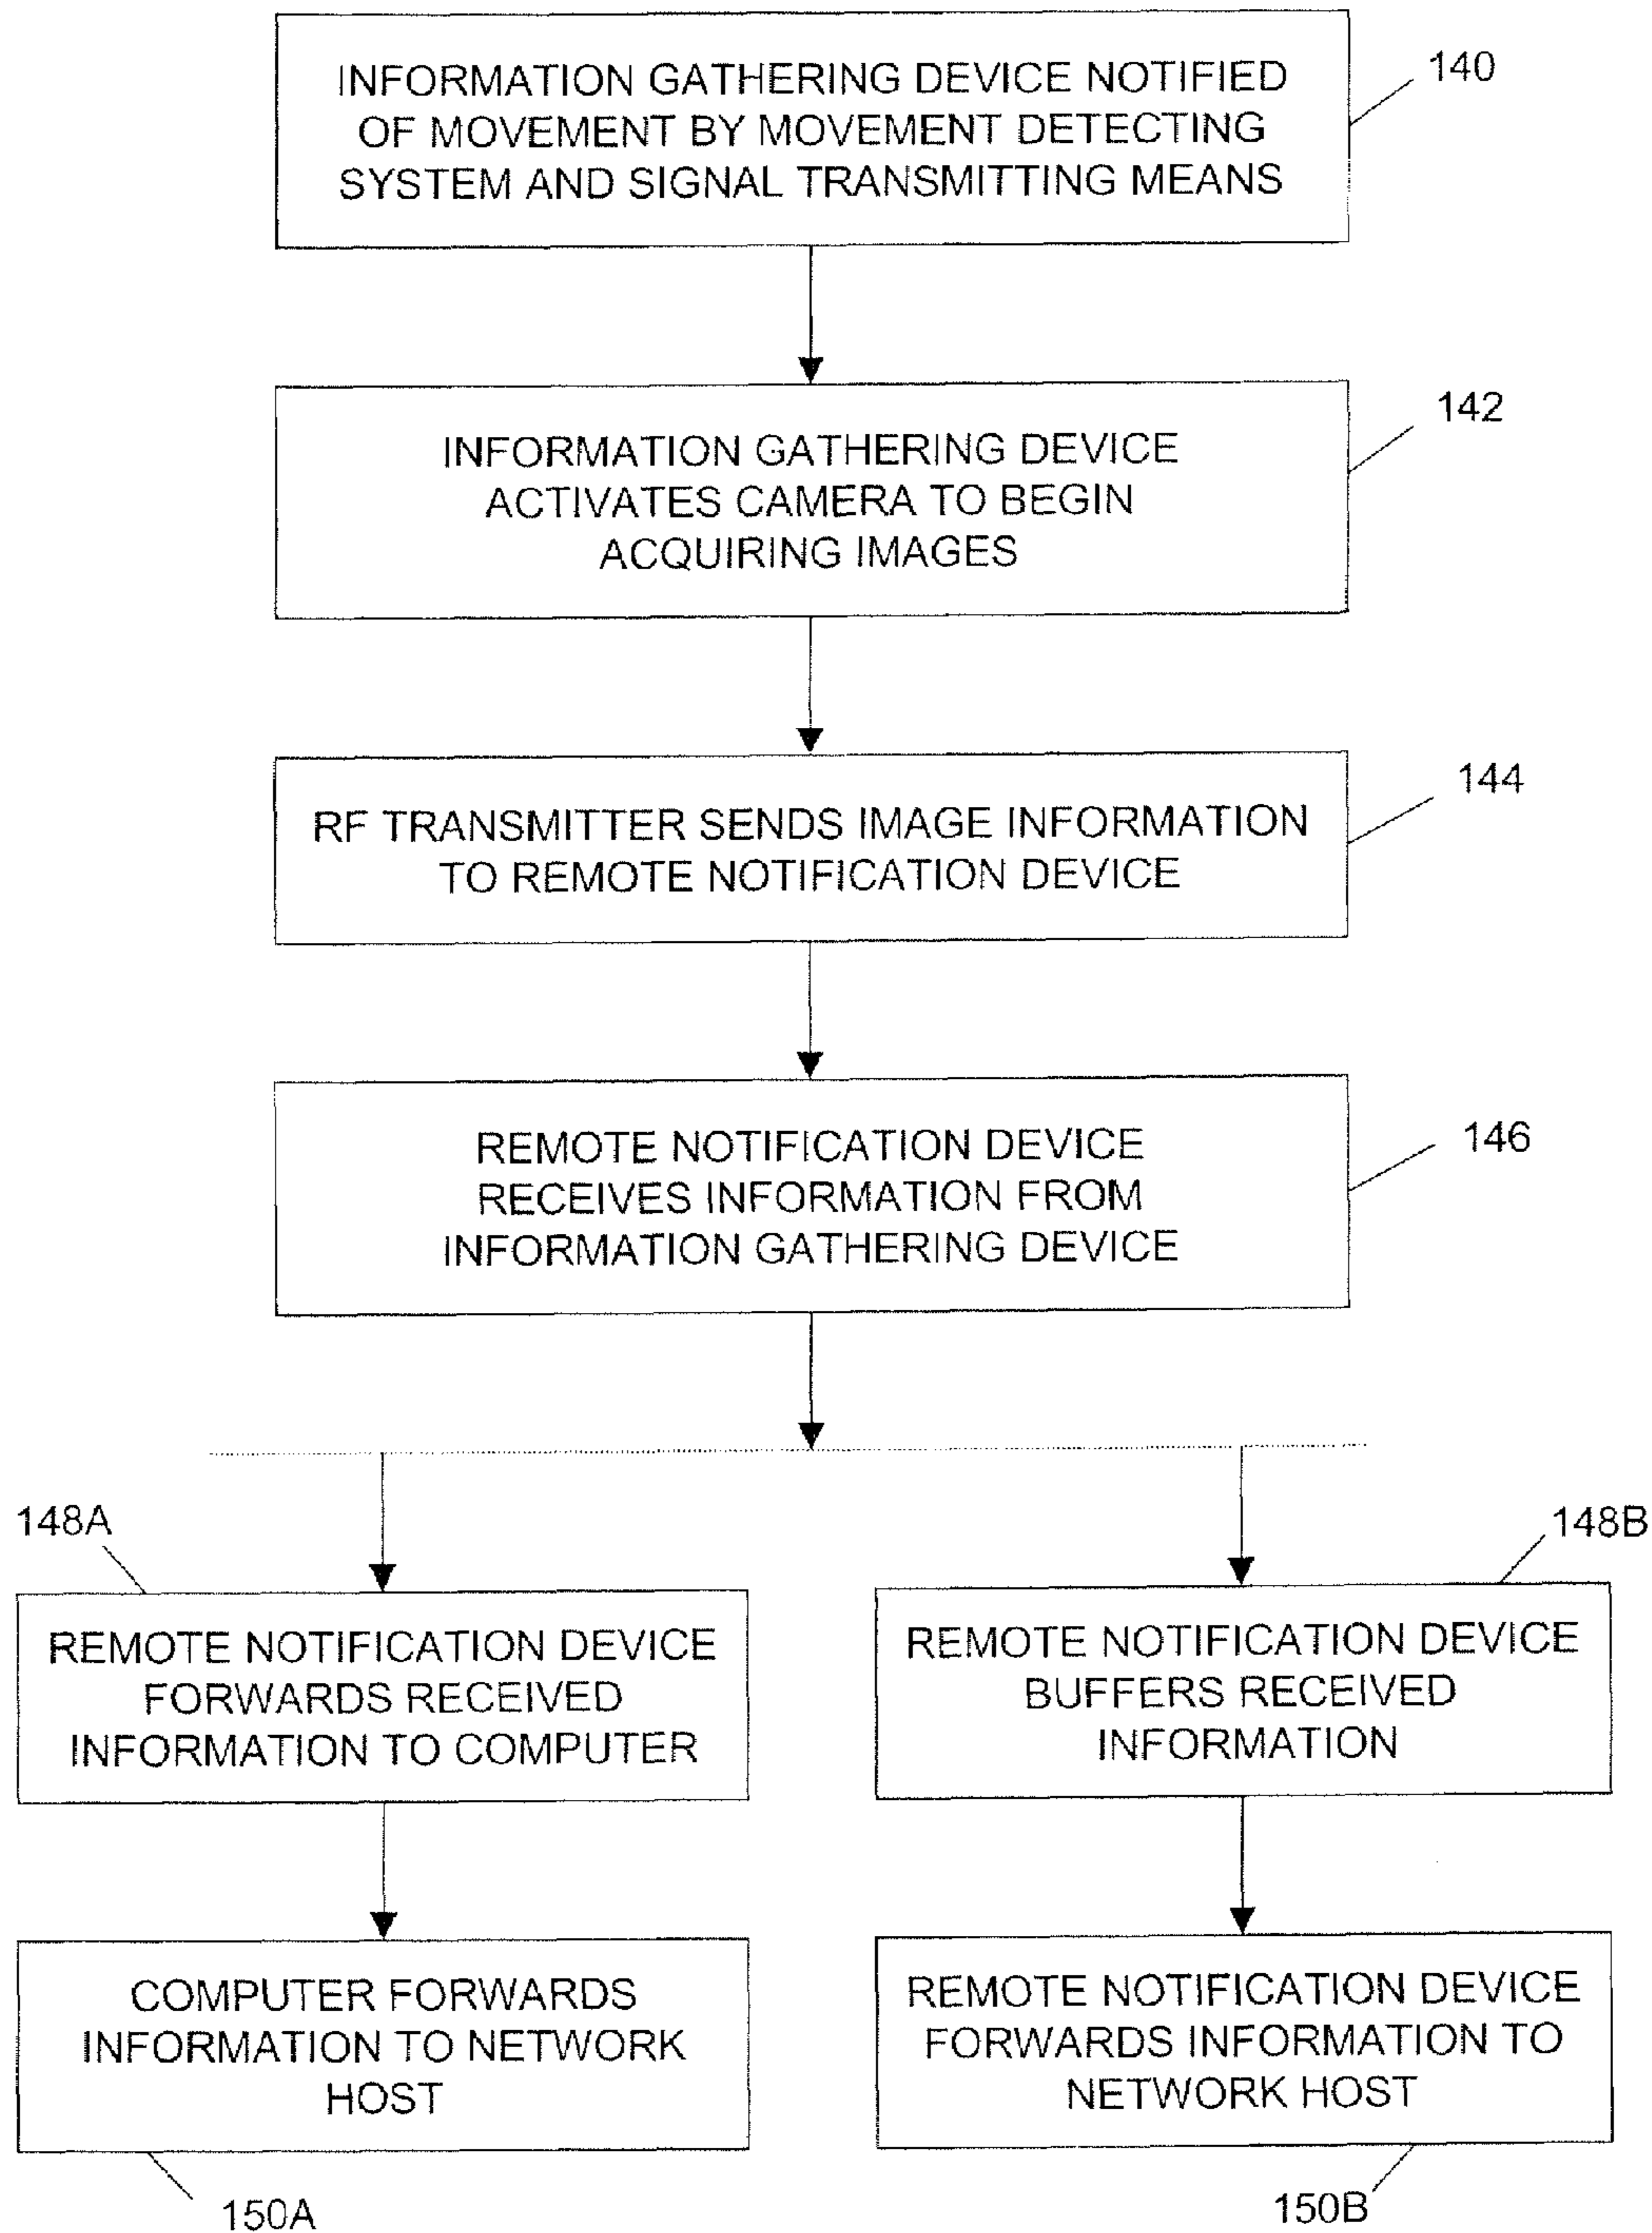 INFORMATION GATHERING DEVICE NOTIFIED
OF MOVEMENT BY MOVEMENT DETECTING
SYSTEM AND SIGNAL TRANSMITTING MEANS
140
INFORMATION GATHERING DEVICE
ACTIVATES CAMERA TO BEGIN
ACQUIRING IMAGES
142
RF TRANSMITTER SENDS IMAGE INFORMATION
TO REMOTE NOTIFICATION DEVICE
144
REMOTE NOTIFICATION DEVICE
RECEIVES INFORMATION FROM
INFORMATION GATHERING DEVICE
146
148A
REMOTE NOTIFICATION DEVICE
FORWARDS RECEIVED
INFORMATION TO COMPUTER
148B
REMOTE NOTIFICATION DEVICE
BUFFERS RECEIVED
INFORMATION
COMPUTER FORWARDS
INFORMATION TO NETWORK
HOST
150A
REMOTE NOTIFICATION DEVICE
FORWARDS INFORMATION TO
NETWORK HOST
150B